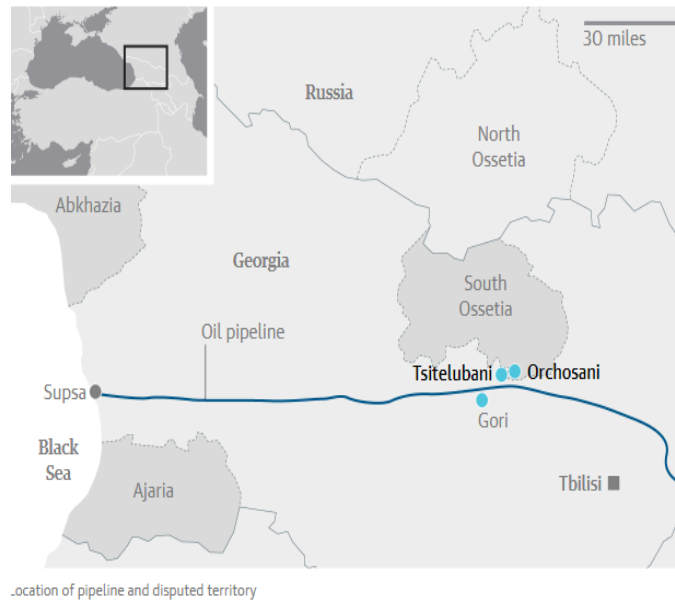 30 miles
Russia
North
Ossetia
Abkhazia
Georgia
South
Ossetia
Oil pipeline
Tsitelubani
Orchosani
Supsa
Gori
Black
Sea
Ajaria
Tbilisi
ocation of pipeline and disputed territory